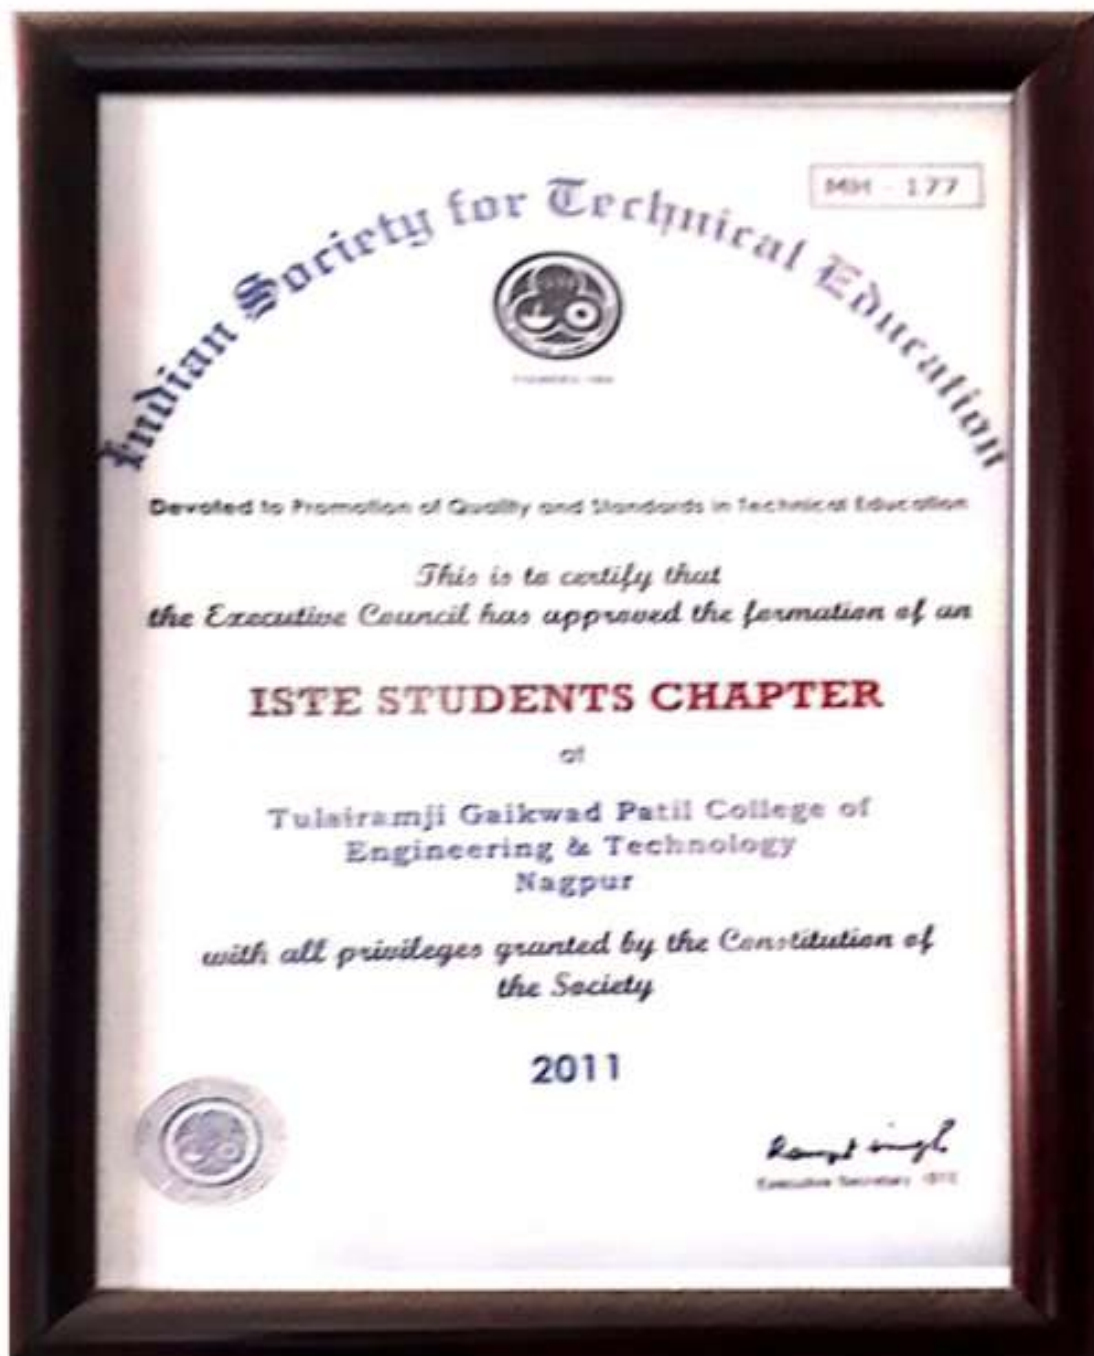 MH - 177
Indian Society for Technical Education
Devoted to Promotion of Quality and Standards in Technical Education
This is to certify that
the Executive Council has approved the formation of an
ISTE STUDENTS CHAPTER
at
Tulsiramji Gaikwad Patil College of
Engineering & Technology
Nagpur
with all privileges granted by the Constitution of
the Society
2011
Executive Secretary ISTE